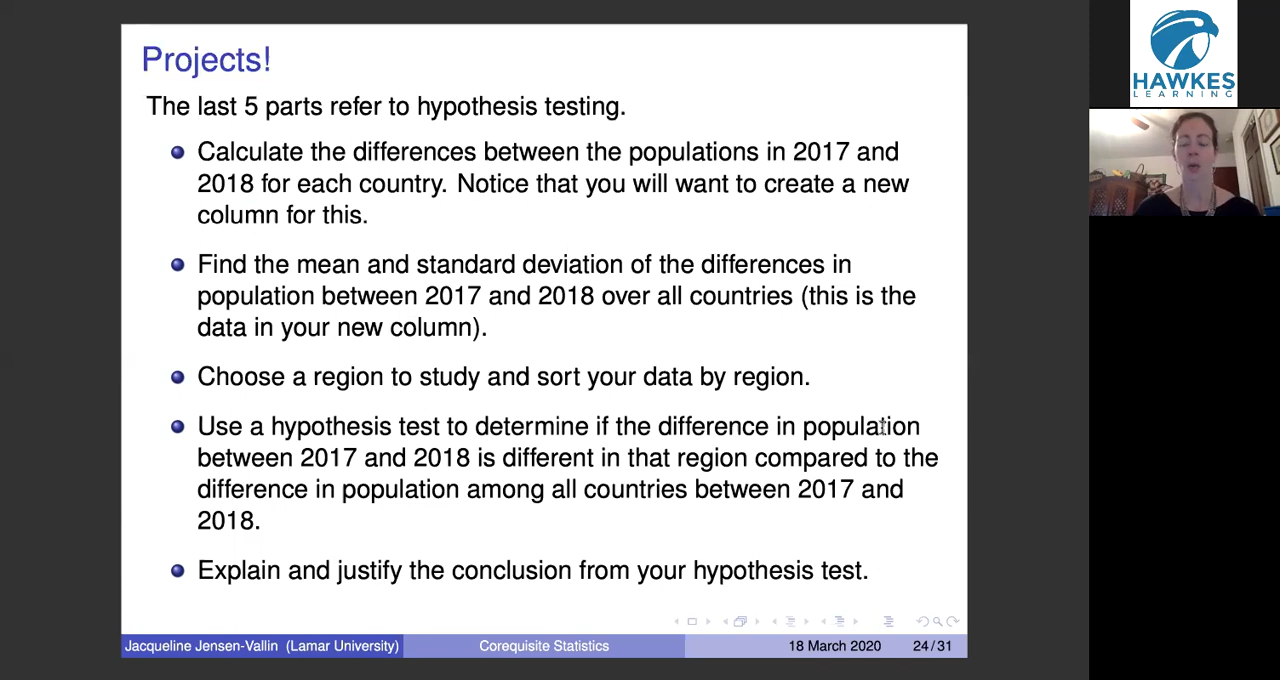 Projects!
The last 5 parts refer to hypothesis testing.
Calculate the differences between the populations in 2017 and
2018 for each country. Notice that you will want to create a new
column for this.
Find the mean and standard deviation of the differences in
population between 2017 and 2018 over all countries (this is the
data in your new column).
Choose a region to study and sort your data by region.
Use a hypothesis test to determine if the difference in population
between 2017 and 2018 is different in that region compared to the
difference in population among all countries between 2017 and
2018.
Explain and justify the conclusion from your hypothesis test.
Jacqueline Jensen-Vallin (Lamar University) Corequisite Statistics 18 March 2020 24/31
HAWKES
LEARNING